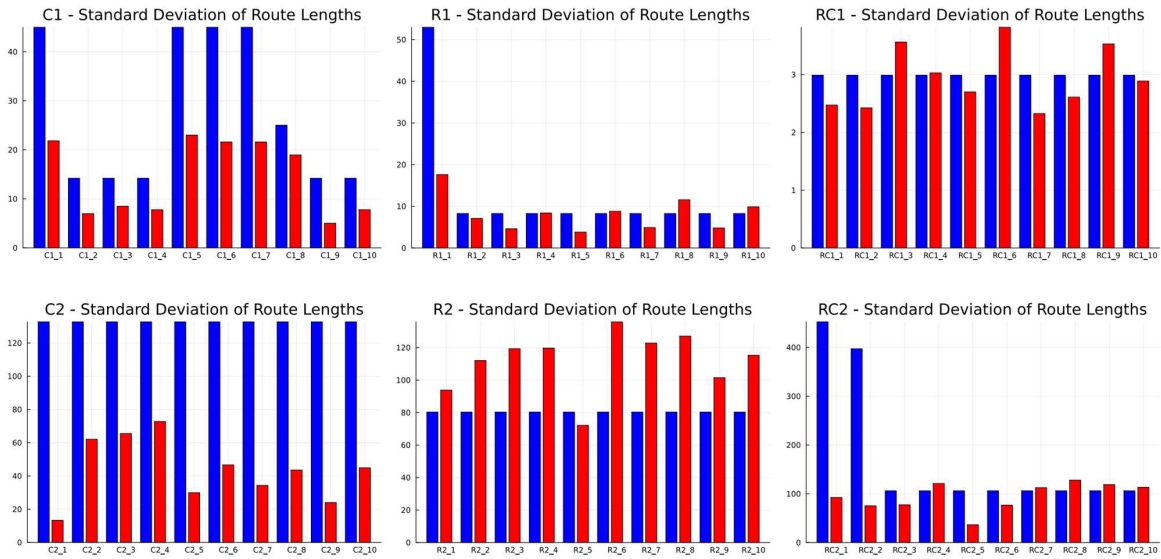 C1 - Standard Deviation of Route Lengths
40
30
20
10
0
C1_1 C1_2 C1_3 C1_4 C1_5 C1_6 C1_7 C1_8 C1_9 C1_10
R1 - Standard Deviation of Route Lengths
50
40
30
20
10
0
R1_1 R1_2 R1_3 R1_4 R1_5 R1_6 R1_7 R1_8 R1_9 R1_10
RC1 - Standard Deviation of Route Lengths
3
2
1
0
RC1_1 RC1_2 RC1_3 RC1_4 RC1_5 RC1_6 RC1_7 RC1_8 RC1_9 RC1_10
C2 - Standard Deviation of Route Lengths
120
100
80
60
40
20
0
C2_1 C2_2 C2_3 C2_4 C2_5 C2_6 C2_7 C2_8 C2_9 C2_10
R2 - Standard Deviation of Route Lengths
120
100
80
60
40
20
0
R2_1 R2_2 R2_3 R2_4 R2_5 R2_6 R2_7 R2_8 R2_9 R2_10
RC2 - Standard Deviation of Route Lengths
400
300
200
100
0
RC2_1 RC2_2 RC2_3 RC2_4 RC2_5 RC2_6 RC2_7 RC2_8 RC2_9 RC2_10